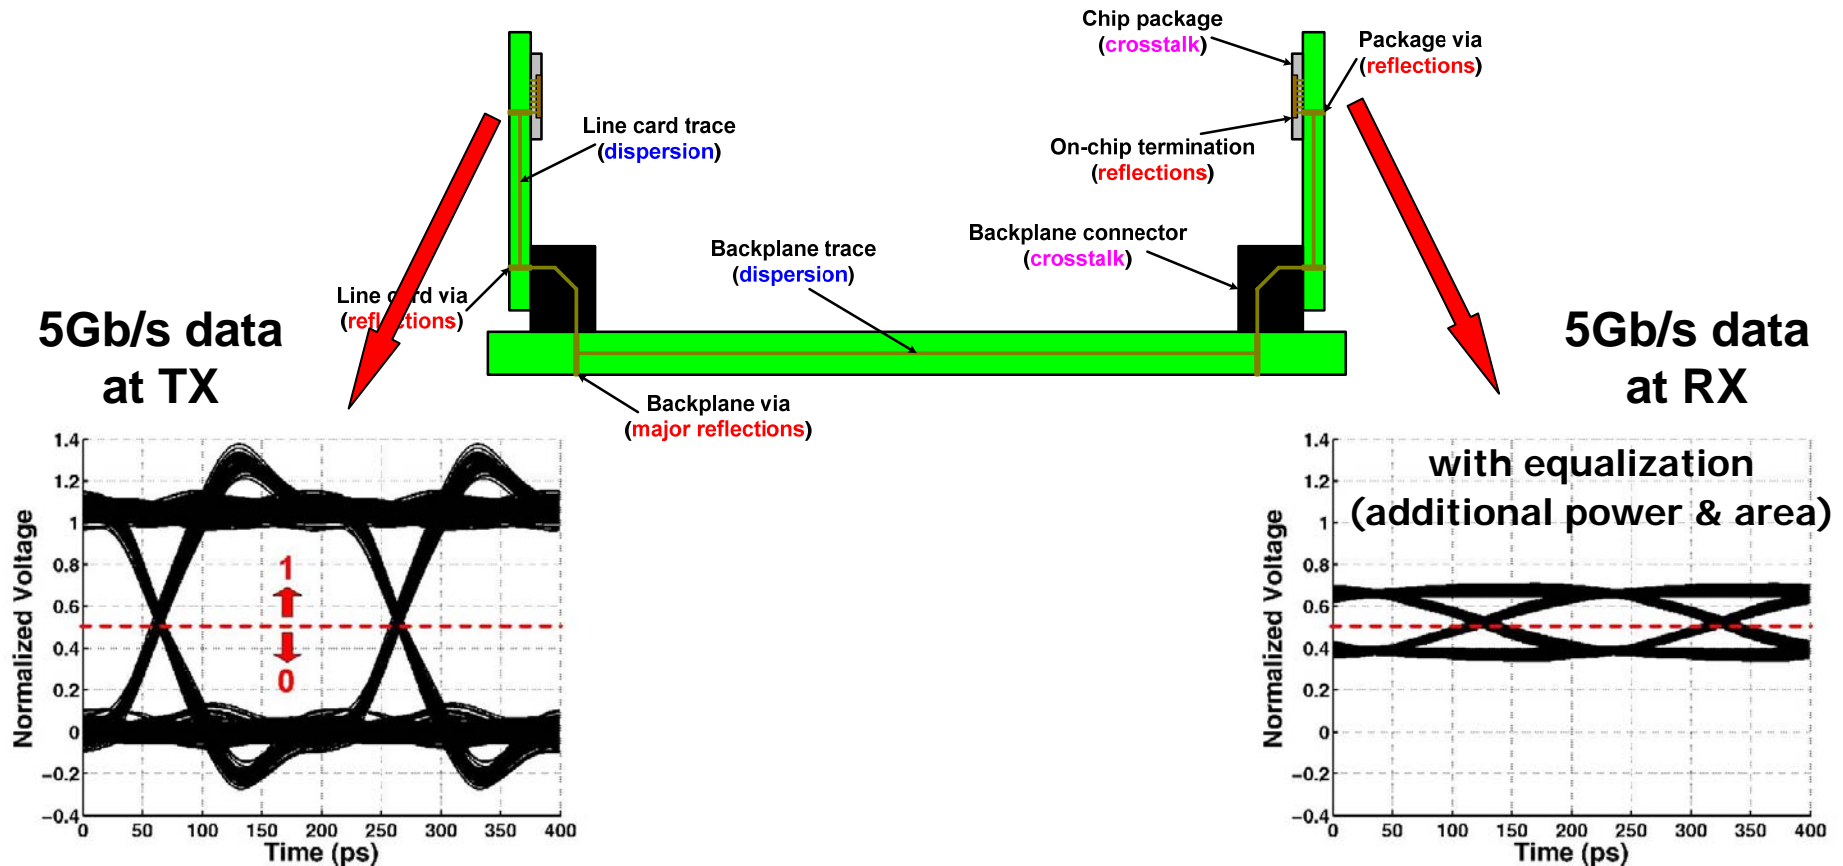 Chip package
(crosstalk)
Package via
(reflections)
Line card trace
(dispersion)
On-chip termination
(reflections)
Backplane trace
(dispersion)
Backplane connector
(crosstalk)
Line card via
(reflections)
5Gb/s data
at TX
5Gb/s data
at RX
Backplane via
(major reflections)
1.4
1.2
1
0.8
0.6
0.4
0.2
0
−0.2
−0.4
Normalized Voltage
1
0
0 50 100 150 200 250 300 350 400
Time (ps)
with equalization
(additional power & area)
1.4
1.2
1
0.8
0.6
0.4
0.2
0
−0.2
−0.4
Normalized Voltage
0 50 100 150 200 250 300 350 400
Time (ps)